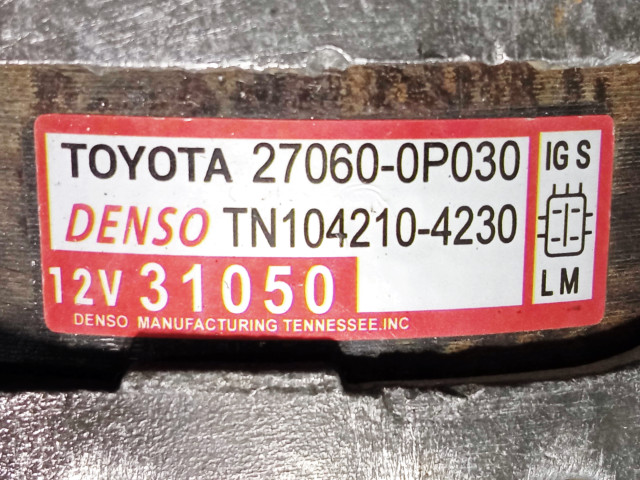 TOYOTA 27060-0P030
DENSO TN104210-4230
12V 31050
DENSO MANUFACTURING TENNESSEE.INC
IG S
L M